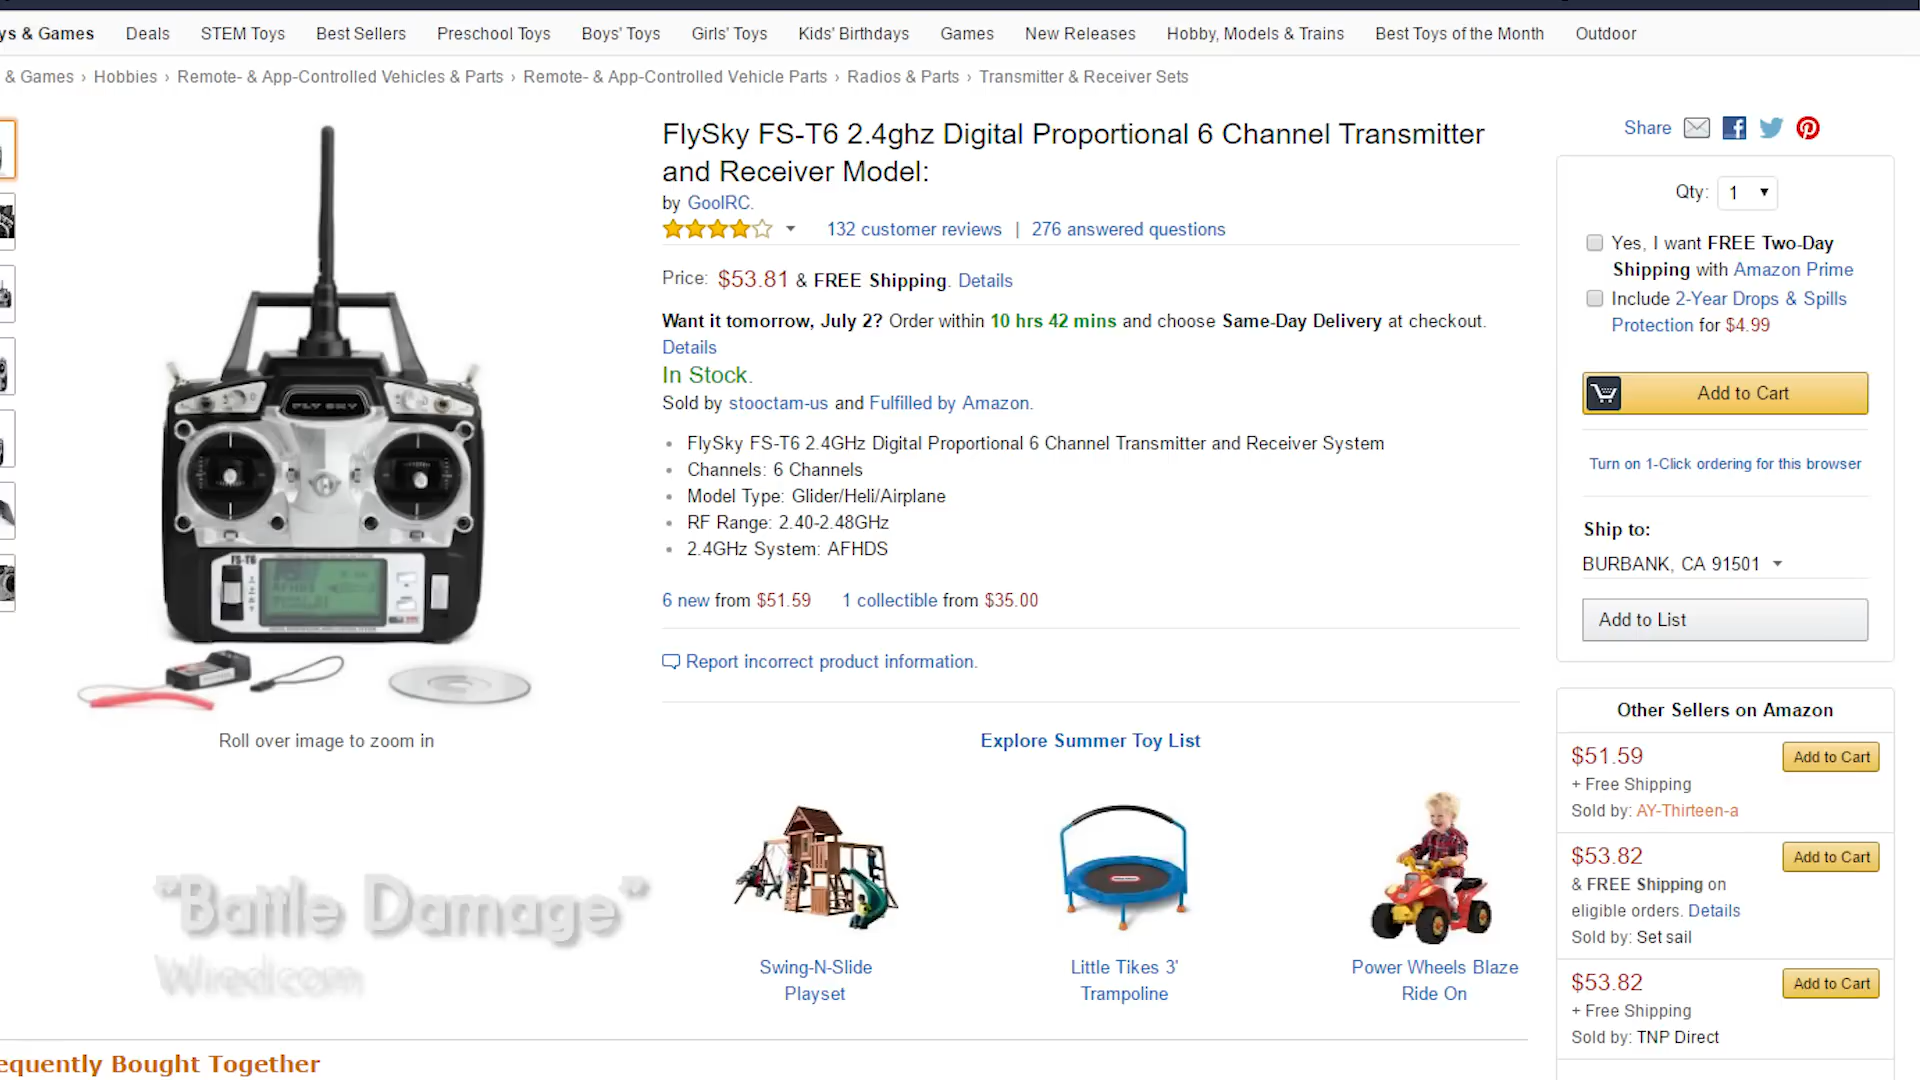 ys & Games Deals STEM Toys Best Sellers Preschool Toys Boys' Toys Girls' Toys Kids' Birthdays Games New Releases Hobby, Models & Trains Best Toys of the Month Outdoor
& Games › Hobbies › Remote- & App-Controlled Vehicles & Parts › Remote- & App-Controlled Vehicle Parts › Radios & Parts › Transmitter & Receiver Sets
FLY SKY
FS-T6
Roll over image to zoom in
"Battle Damage"
Wired.com
FlySky FS-T6 2.4ghz Digital Proportional 6 Channel Transmitter
and Receiver Model:
by GoolRC.
132 customer reviews | 276 answered questions
Price: $53.81 & FREE Shipping. Details
Want it tomorrow, July 2? Order within 10 hrs 42 mins and choose Same-Day Delivery at checkout.
Details
In Stock.
Sold by stooctam-us and Fulfilled by Amazon.
• FlySky FS-T6 2.4GHz Digital Proportional 6 Channel Transmitter and Receiver System
• Channels: 6 Channels
• Model Type: Glider/Heli/Airplane
• RF Range: 2.40-2.48GHz
• 2.4GHz System: AFHDS
6 new from $51.59 1 collectible from $35.00
Report incorrect product information.
Explore Summer Toy List
Swing-N-Slide
Playset
Little Tikes 3'
Trampoline
Power Wheels Blaze
Ride On
Share
Qty: 1
Yes, I want FREE Two-Day
Shipping with Amazon Prime
Include 2-Year Drops & Spills
Protection for $4.99
Add to Cart
Turn on 1-Click ordering for this browser
Ship to:
BURBANK, CA 91501
Add to List
Other Sellers on Amazon
$51.59 Add to Cart
+ Free Shipping
Sold by: AY-Thirteen-a
$53.82 Add to Cart
& FREE Shipping on
eligible orders. Details
Sold by: Set sail
$53.82 Add to Cart
+ Free Shipping
Sold by: TNP Direct
equently Bought Together